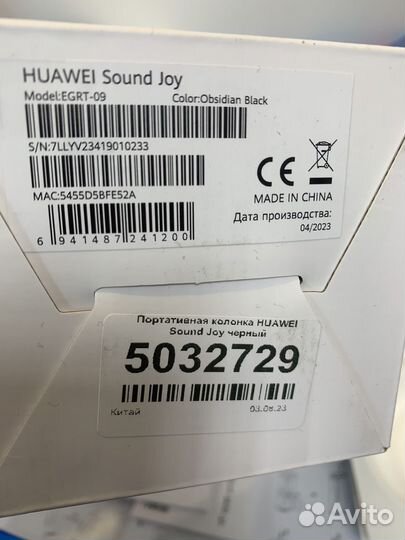 HUAWEI Sound Joy
Model:EGRT-09 Color:Obsidian Black
S/N:7LLYV23419010233
MAC:5455D5BFE52A
CE
MADE IN CHINA
Дата производства:
04/2023
6 941487 241200
Портативная колонка HUAWEI
Sound Joy черный
5032729
Китай 03.08.23
Avito